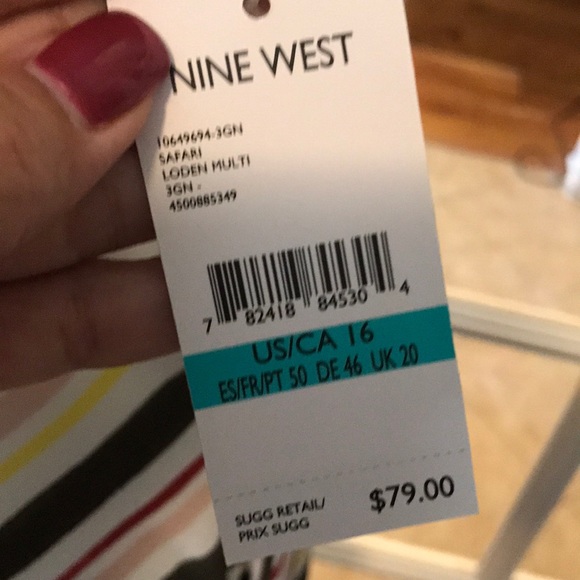 NINE WEST
10649694-3GN
SAFARI
LODEN MULTI
3GN -
4500885349
7 82418 84530 4
US/CA 16
ES/FR/PT 50 DE 46 UK 20
SUGG RETAIL/
PRIX SUGG
$79.00